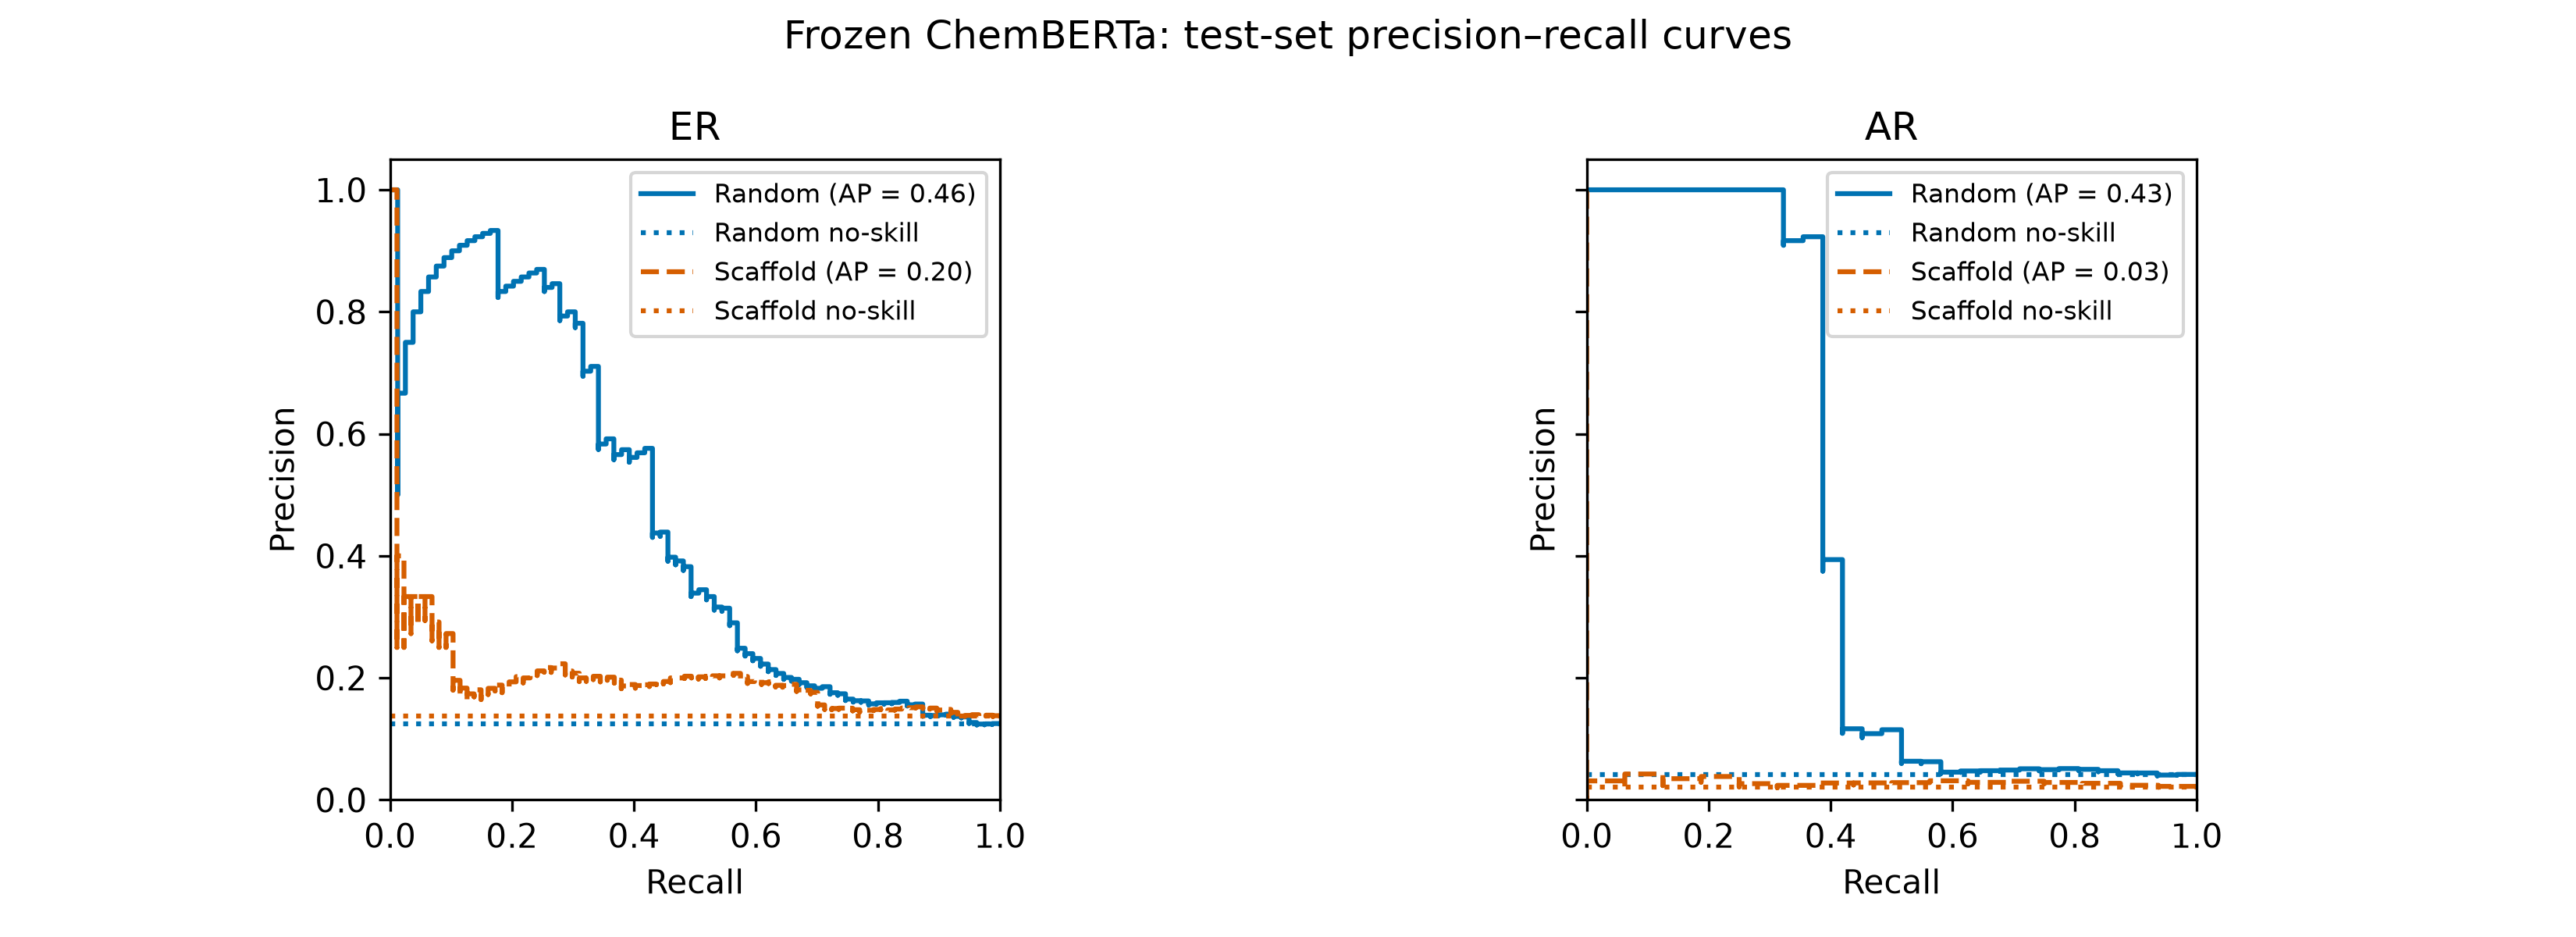 Frozen ChemBERTa: test-set precision–recall curves
ER
Random (AP = 0.46)
Random no-skill
Scaffold (AP = 0.20)
Scaffold no-skill
Precision
1.0
0.8
0.6
0.4
0.2
0.0
0.0 0.2 0.4 0.6 0.8 1.0
Recall
AR
Random (AP = 0.43)
Random no-skill
Scaffold (AP = 0.03)
Scaffold no-skill
Precision
0.0 0.2 0.4 0.6 0.8 1.0
Recall